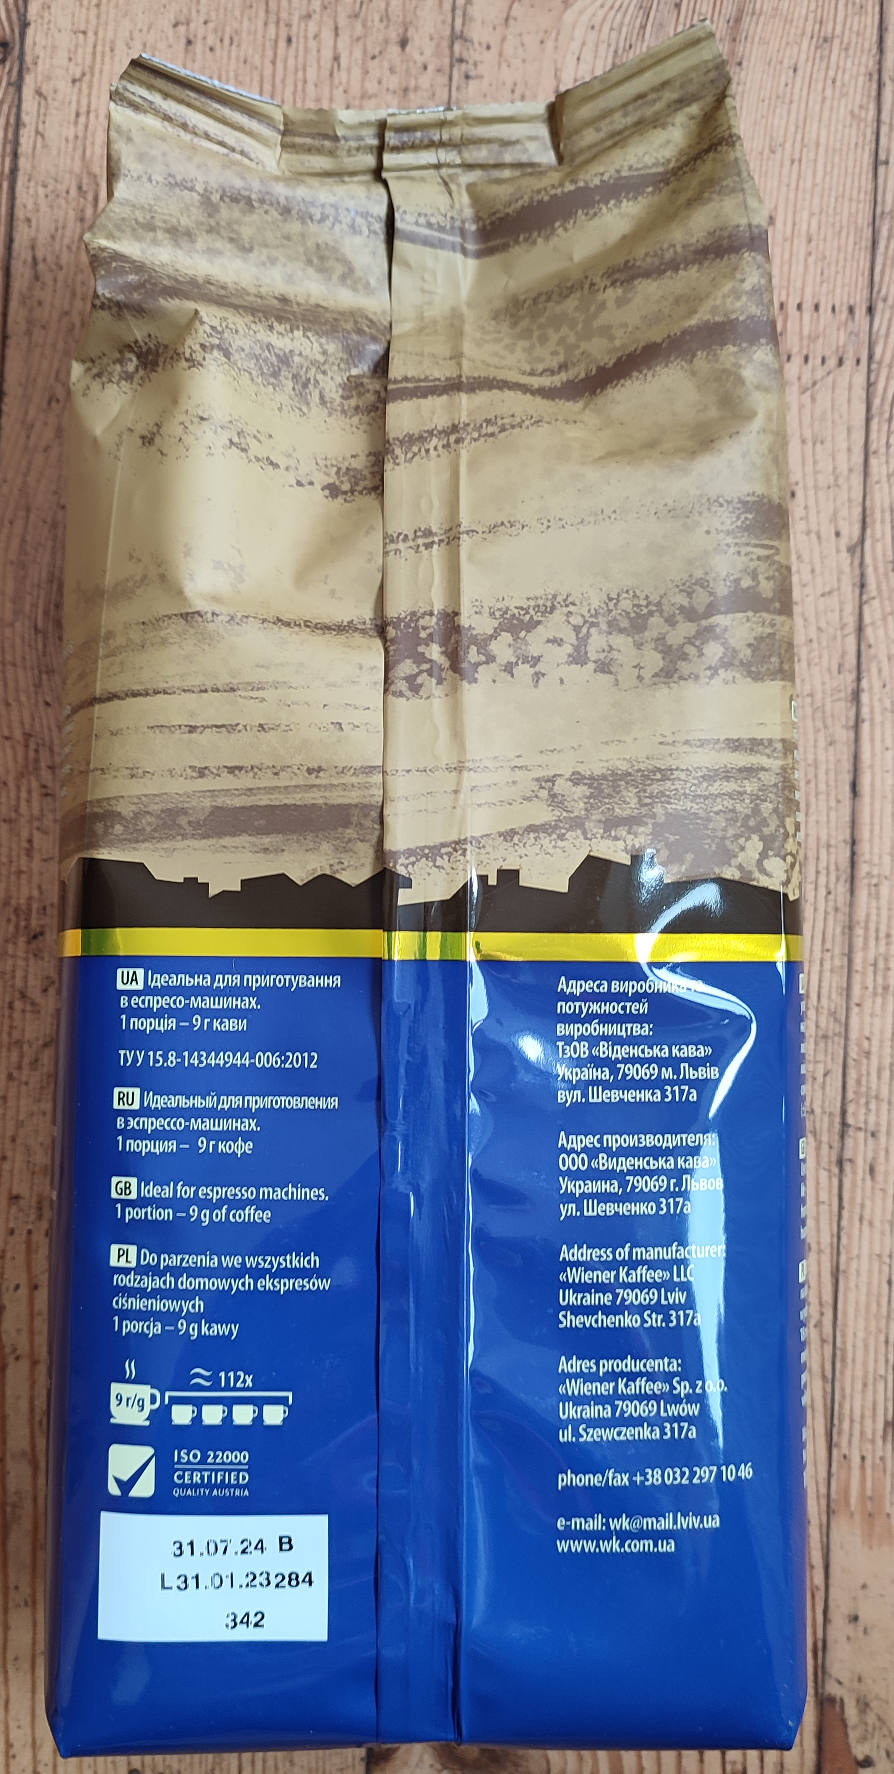 UA Ідеальна для приготування
в еспресо-машинах.
1 порція – 9 г кави
ТУ У 15.8-14344944-006:2012
RU Идеальный для приготовления
в эспрессо-машинах.
1 порция – 9 г кофе
GB Ideal for espresso machines.
1 portion – 9 g of coffee
PL Do parzenia we wszystkich
rodzajach domowych ekspresów
ciśnieniowych
1 porcja – 9 g kawy
9 г/g
≈ 112x
ISO 22000
CERTIFIED
QUALITY AUSTRIA
31.07.24 B
L31.01.23284
342
Адреса виробника та
потужностей
виробництва:
ТзОВ «Віденська кава»
Україна, 79069 м. Львів
вул. Шевченка 317а
Адрес производителя:
ООО «Виденська кава»
Украина, 79069 г. Львов
ул. Шевченко 317а
Address of manufacturer:
«Wiener Kaffee» LLC
Ukraine 79069 Lviv
Shevchenko Str. 317a
Adres producenta:
«Wiener Kaffee» Sp. z o.o.
Ukraina 79069 Lwów
ul. Szewczenka 317a
phone/fax +38 032 297 10 46
e-mail: wk@mail.lviv.ua
www.wk.com.ua